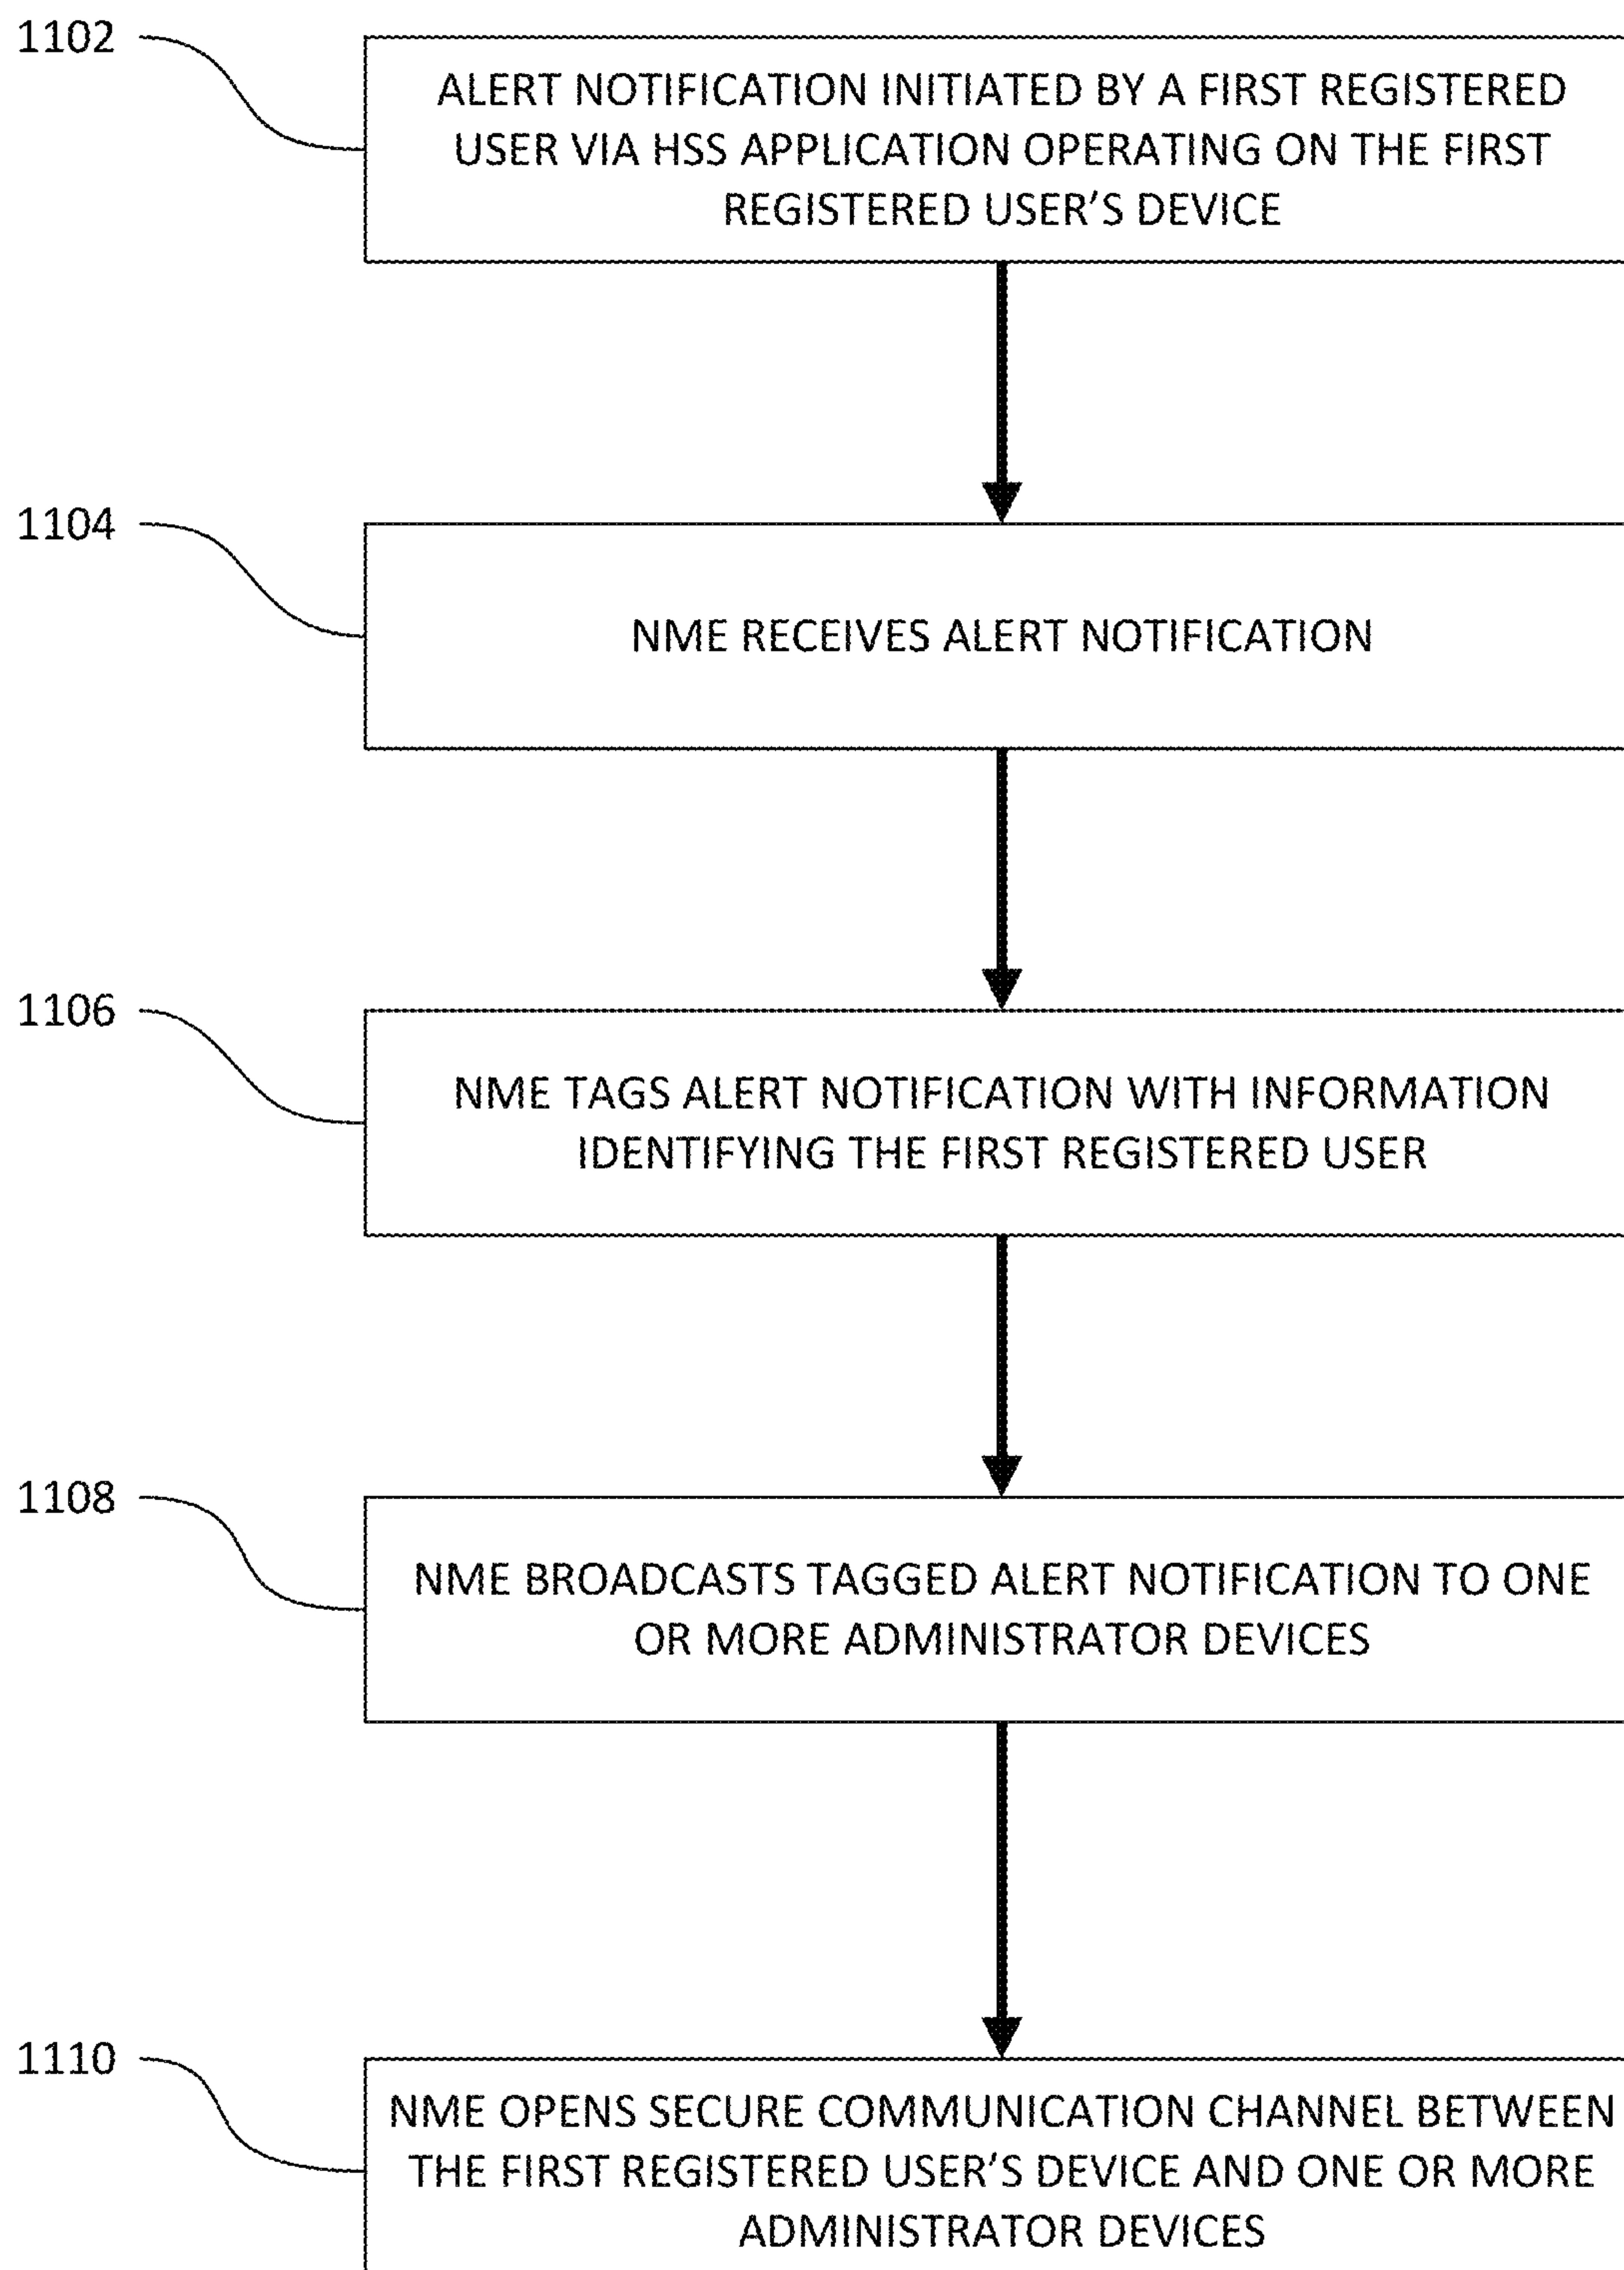 1102
ALERT NOTIFICATION INITIATED BY A FIRST REGISTERED
USER VIA HSS APPLICATION OPERATING ON THE FIRST
REGISTERED USER'S DEVICE
1104
NME RECEIVES ALERT NOTIFICATION
1106
NME TAGS ALERT NOTIFICATION WITH INFORMATION
IDENTIFYING THE FIRST REGISTERED USER
1108
NME BROADCASTS TAGGED ALERT NOTIFICATION TO ONE
OR MORE ADMINISTRATOR DEVICES
1110
NME OPENS SECURE COMMUNICATION CHANNEL BETWEEN
THE FIRST REGISTERED USER'S DEVICE AND ONE OR MORE
ADMINISTRATOR DEVICES